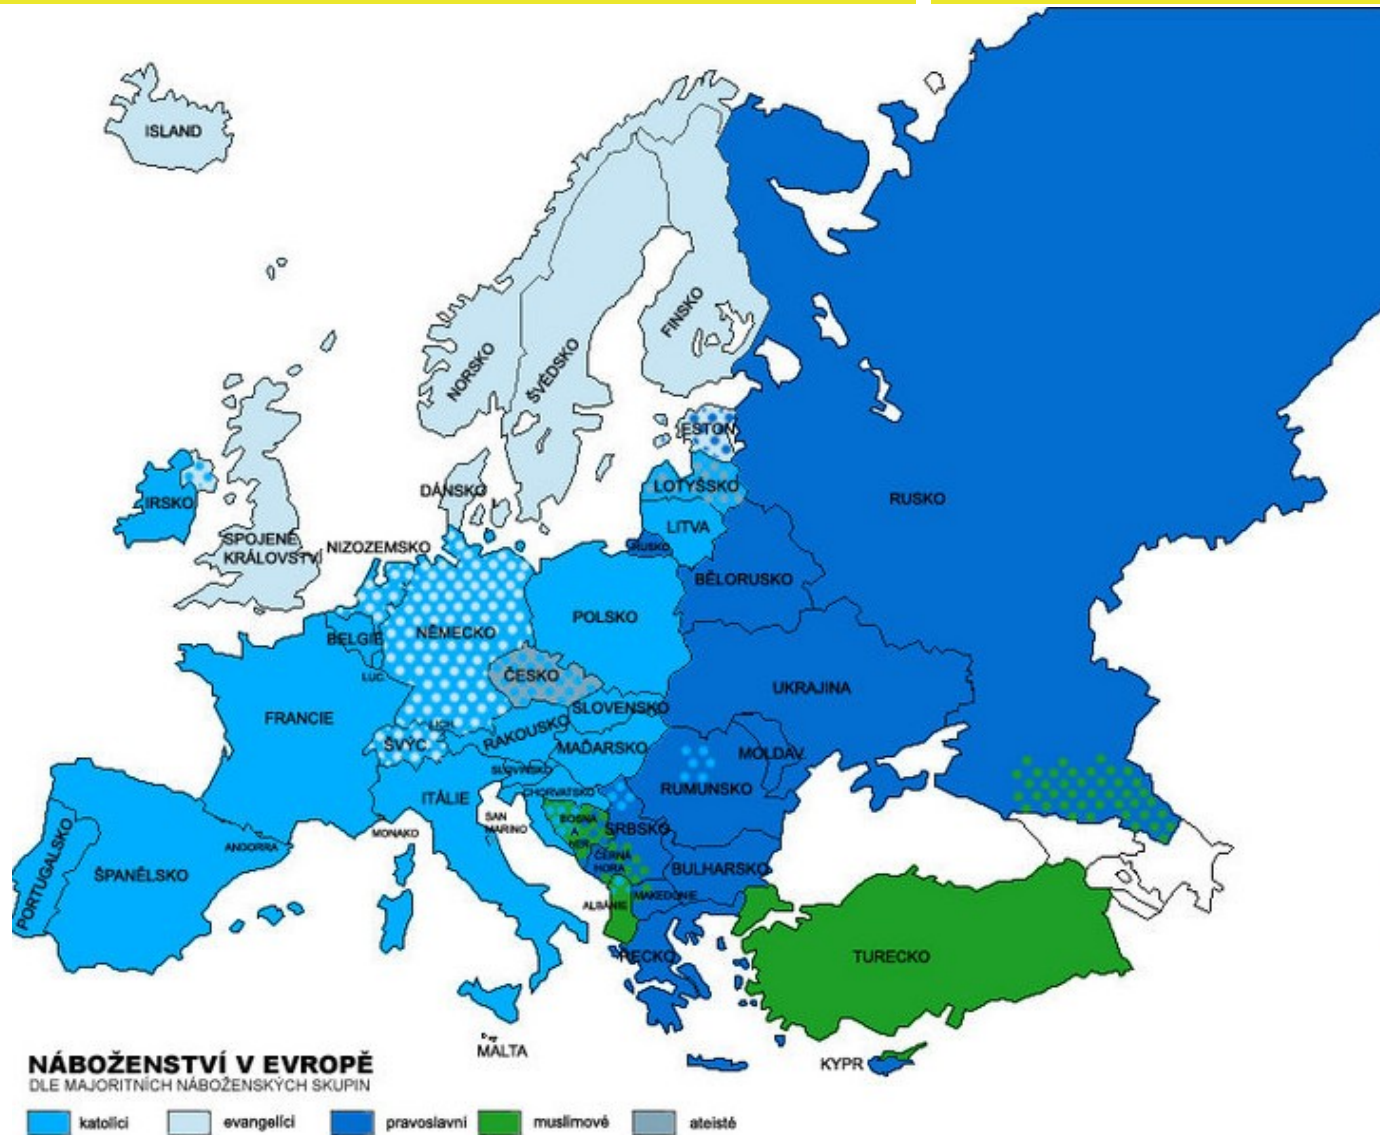 ISLAND
NORSKO
ŠVÉDSKO
FINSKO
ESTON
LOTYŠSKO
LITVA
RUSKO
RUSKO
IRSKO
SPOJENÉ
KRÁLOVSTVÍ
DÁNSKO
NIZOZEMSKO
BĚLORUSKO
BELGIE
LUC.
NĚMECKO
POLSKO
ČESKO
UKRAJINA
FRANCIE
LICH.
ŠVÝC.
RAKOUSKO
SLOVENSKO
MAĎARSKO
MOLDAV.
RUMUNSKO
SLOVINSKO
CHORVATSKO
ITÁLIE
SAN
MARINO
MONAKO
BOSNA
A
HER.
SRBSKO
ČERNÁ
HORA
BULHARSKO
MAKEDONIE
ALBÁNIE
ANDORRA
PORTUGALSKO
ŠPANĚLSKO
ŘECKO
TURECKO
MALTA
KYPR
NÁBOŽENSTVÍ V EVROPĚ
DLE MAJORITNÍCH NÁBOŽENSKÝCH SKUPIN
katolíci evangelíci pravoslavní muslimové ateisté